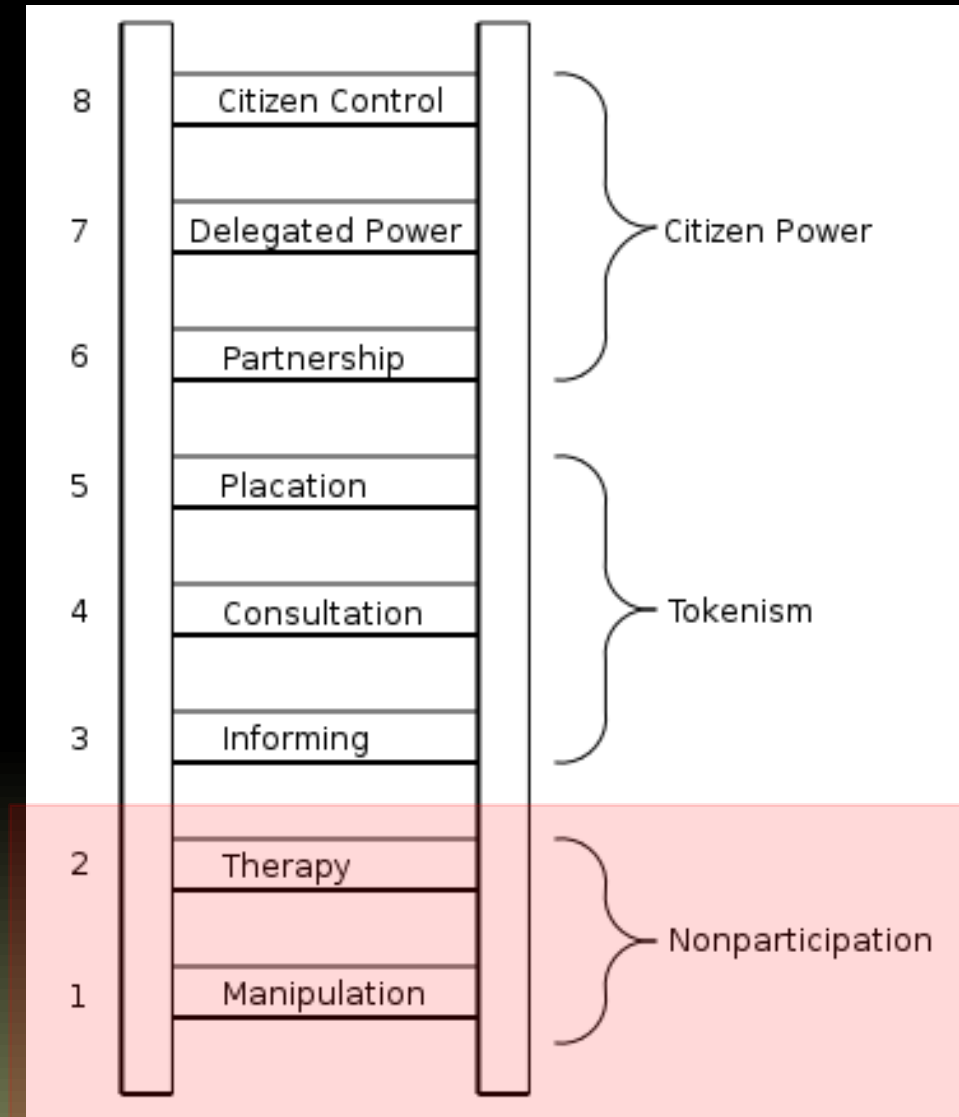 8 Citizen Control
7 Delegated Power
Citizen Power
6 Partnership
5 Placation
4 Consultation
Tokenism
3 Informing
2 Therapy
Nonparticipation
1 Manipulation